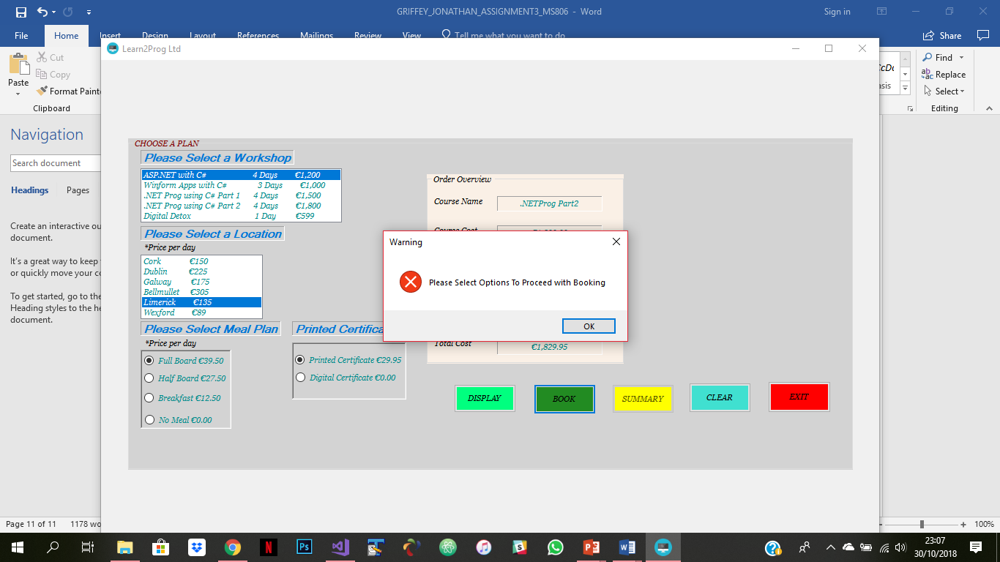 GRIFFEY_JONATHAN_ASSIGNMENT3_MS806 - Word
Sign in
File Home Insert Design Layout References Mailings Review View Tell me what you want to do
Share
Learn2Prog Ltd
Paste
Cut
Copy
Format Painte
Clipboard
Find
Replace
Select
Editing
Navigation
Search document
Headings Pages
Create an interactive ou
document.
It's a great way to keep
or quickly move your co
To get started, go to the
Heading styles to the he
document.
CHOOSE A PLAN
Please Select a Workshop
ASP.NET with C# 4 Days €1,200
Winform Apps with C# 3 Days €1,000
.NET Prog using C# Part 1 4 Days €1,500
.NET Prog using C# Part 2 4 Days €1,800
Digital Detox 1 Day €599
Please Select a Location
*Price per day
Cork €150
Dublin €225
Galway €175
Bellmullet €305
Limerick €135
Wexford €89
Please Select Meal Plan
*Price per day
Full Board €39.50
Half Board €27.50
Breakfast €12.50
No Meal €0.00
Printed Certifica
Printed Certificate €29.95
Digital Certificate €0.00
Order Overview
Course Name .NETProg Part2
Course Cost
Warning
Please Select Options To Proceed with Booking
OK
Total Cost €1,829.95
DISPLAY BOOK SUMMARY CLEAR EXIT
Page 11 of 11 1178 wo
100%
23:07
30/10/2018